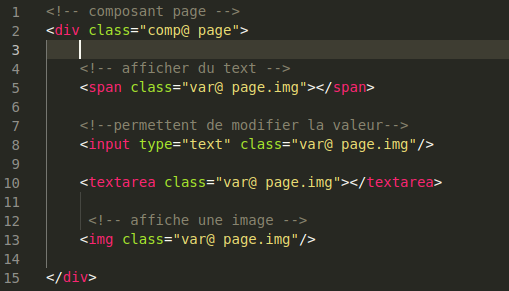 1 <!-- composant page -->
2 <div class="comp@ page">
3
4 <!-- afficher du text -->
5 <span class="var@ page.img"></span>
6
7 <!--permettent de modifier la valeur-->
8 <input type="text" class="var@ page.img"/>
9
10 <textarea class="var@ page.img"></textarea>
11
12 <!-- affiche une image -->
13 <img class="var@ page.img"/>
14
15 </div>